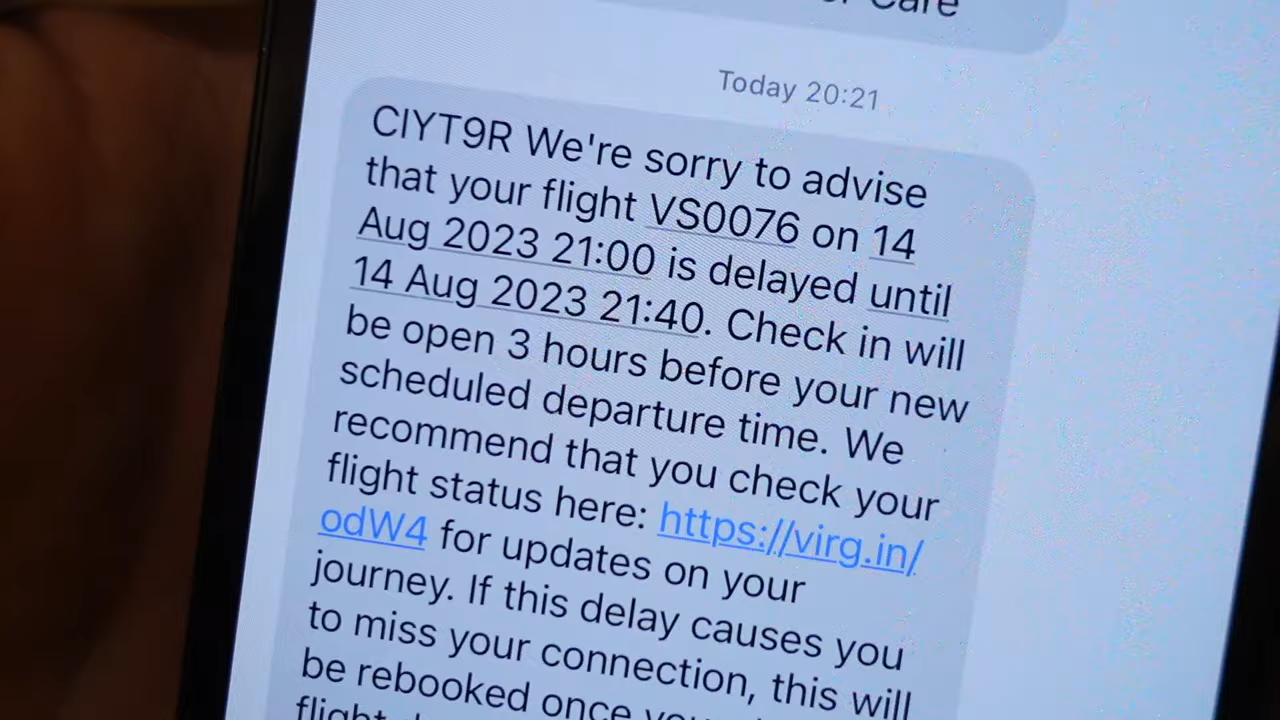 Care
Today 20:21
CIYT9R We're sorry to advise
that your flight VS0076 on 14
Aug 2023 21:00 is delayed until
14 Aug 2023 21:40. Check in will
be open 3 hours before your new
scheduled departure time. We
recommend that you check your
flight status here: https://virg.in/
odW4 for updates on your
journey. If this delay causes you
to miss your connection, this will
be rebooked once
flight